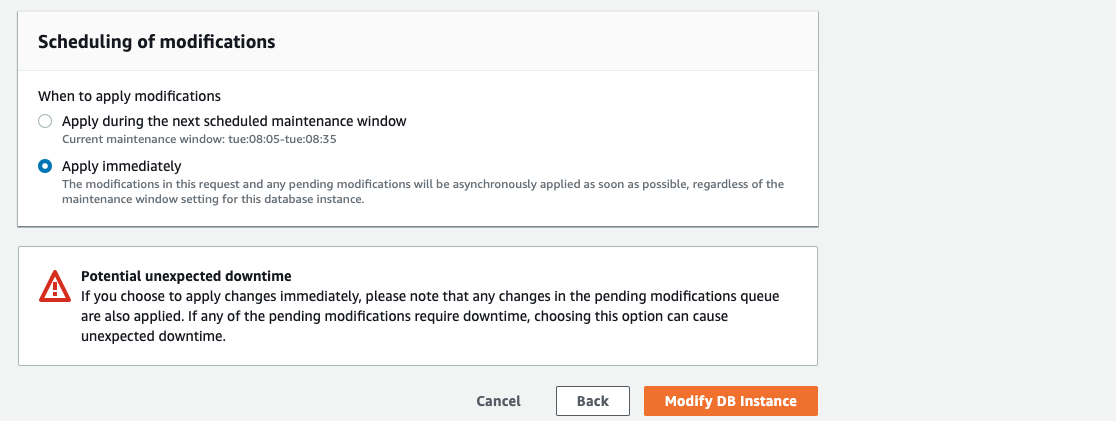 Scheduling of modifications
When to apply modifications
Apply during the next scheduled maintenance window
Current maintenance window: tue:08:05-tue:08:35
Apply immediately
The modifications in this request and any pending modifications will be asynchronously applied as soon as possible, regardless of the
maintenance window setting for this database instance.
Potential unexpected downtime
If you choose to apply changes immediately, please note that any changes in the pending modifications queue
are also applied. If any of the pending modifications require downtime, choosing this option can cause
unexpected downtime.
Cancel Back Modify DB Instance